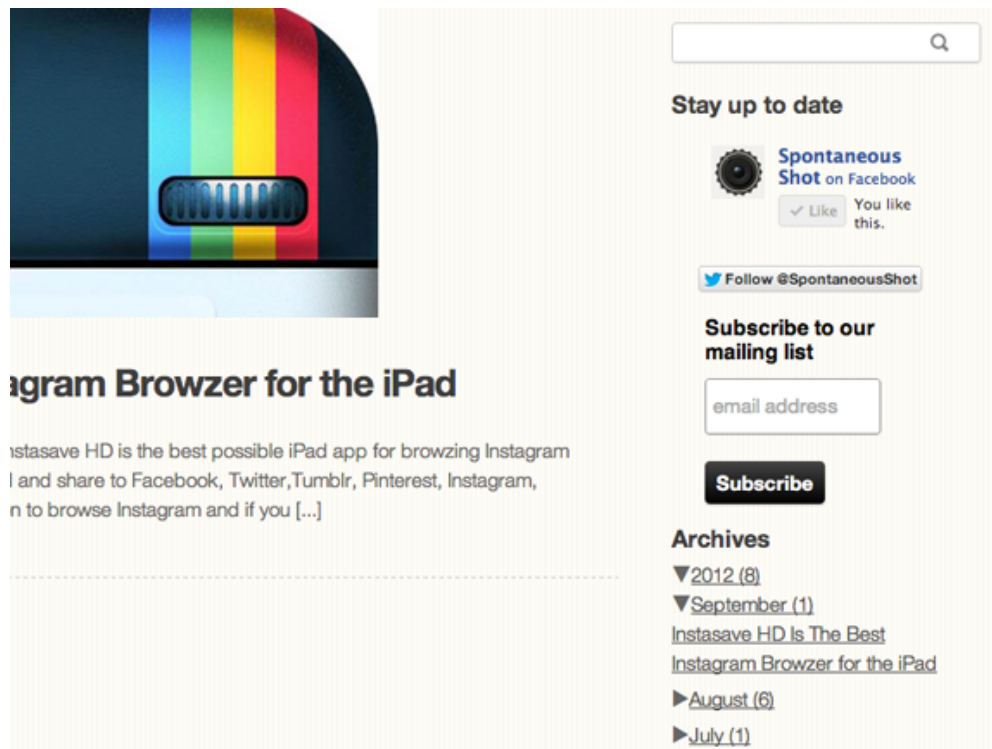 Stay up to date
Spontaneous
Shot on Facebook
Like
You like
this.
Follow @SpontaneousShot
Subscribe to our
mailing list
email address
Subscribe
agram Browzer for the iPad
nstasave HD is the best possible iPad app for browzing Instagram
l and share to Facebook, Twitter,Tumblr, Pinterest, Instagram,
n to browse Instagram and if you [...]
Archives
▼2012 (8)
▼September (1)
Instasave HD Is The Best
Instagram Browzer for the iPad
►August (6)
►July (1)